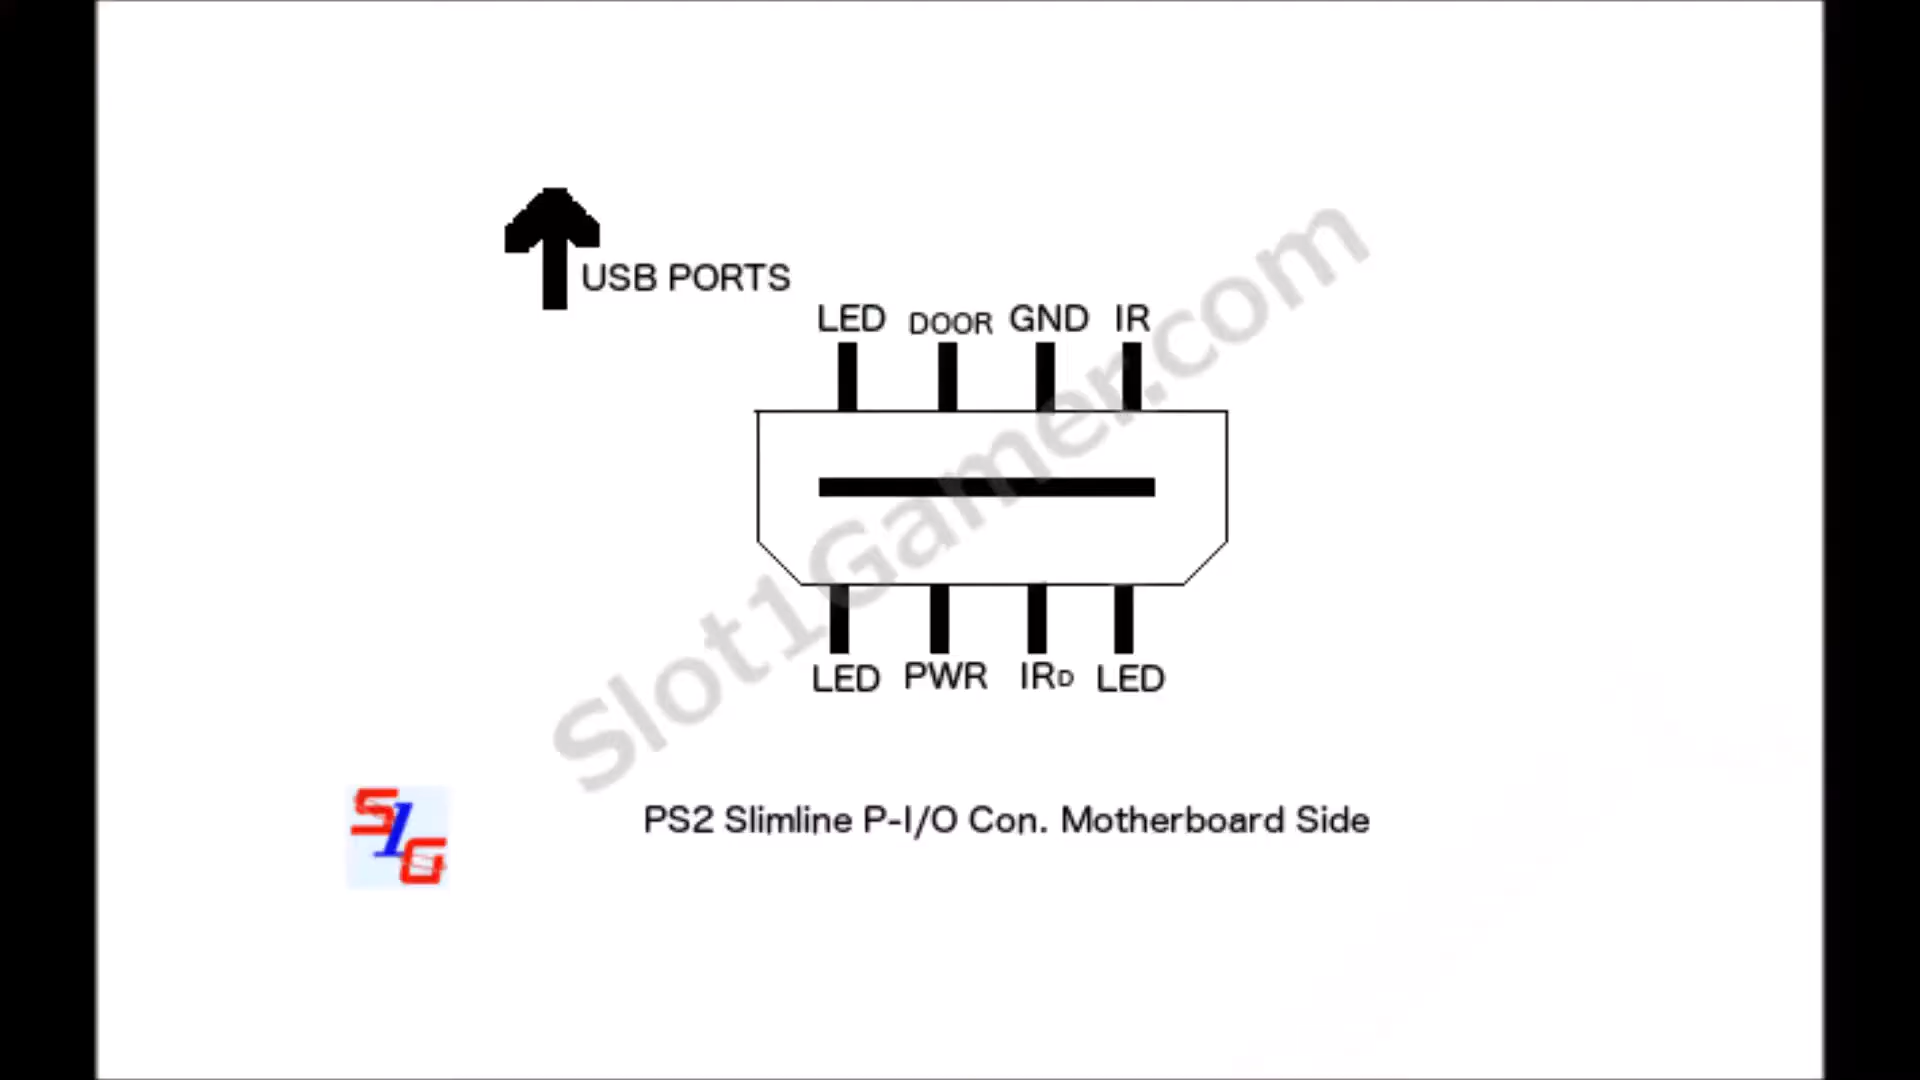 USB PORTS
LED DOOR GND IR
LED PWR IRD LED
Slot1Gamer.com
S1G
PS2 Slimline P-I/O Con. Motherboard Side